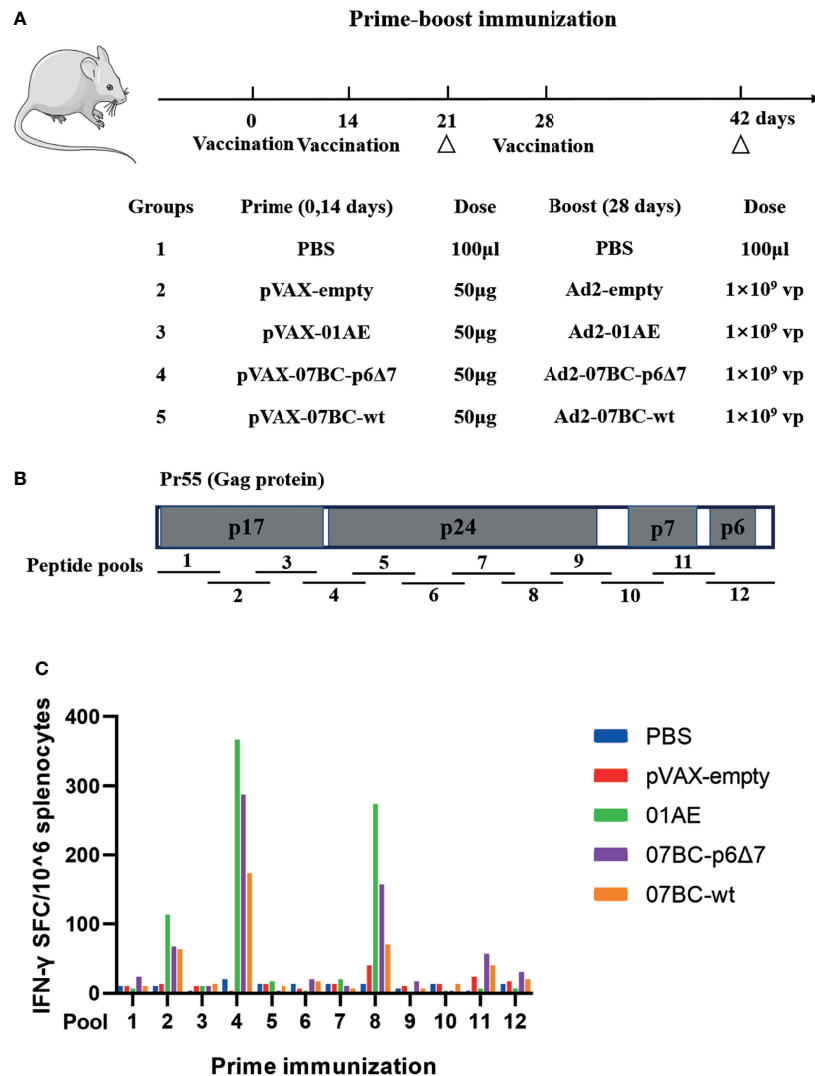 A
Prime-boost immunization
0 14 21 28 42 days
Vaccination Vaccination △ Vaccination △
Groups Prime (0,14 days) Dose Boost (28 days) Dose
1 PBS 100μl PBS 100μl
2 pVAX-empty 50μg Ad2-empty 1×10⁹ vp
3 pVAX-01AE 50μg Ad2-01AE 1×10⁹ vp
4 pVAX-07BC-p6Δ7 50μg Ad2-07BC-p6Δ7 1×10⁹ vp
5 pVAX-07BC-wt 50μg Ad2-07BC-wt 1×10⁹ vp
B
Pr55 (Gag protein)
p17 p24 p7 p6
Peptide pools 1 3 5 7 9 11
2 4 6 8 10 12
C
IFN-γ SFC/10^6 splenocytes
400
300
200
100
0
Pool 1 2 3 4 5 6 7 8 9 10 11 12
Prime immunization
PBS
pVAX-empty
01AE
07BC-p6Δ7
07BC-wt